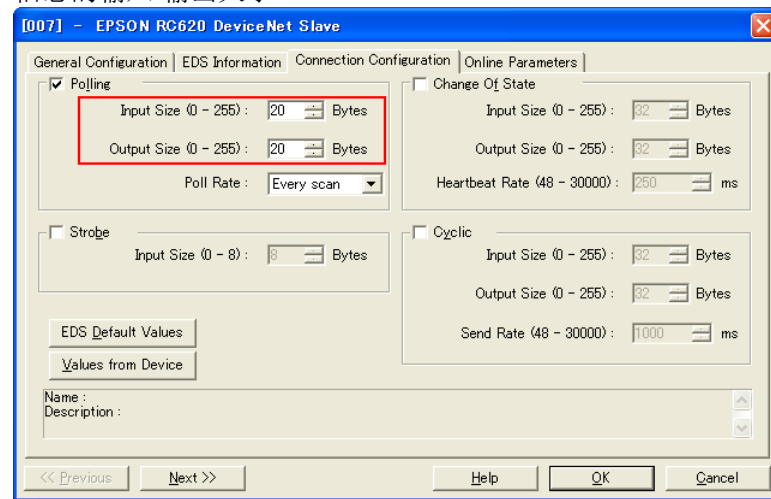 [007] - EPSON RC620 DeviceNet Slave
General Configuration EDS Information Connection Configuration Online Parameters
Polling
Input Size (0 - 255) : 20 Bytes
Output Size (0 - 255) : 20 Bytes
Poll Rate : Every scan
Change Of State
Input Size (0 - 255) : 32 Bytes
Output Size (0 - 255) : 32 Bytes
Heartbeat Rate (48 - 30000) : 250 ms
Strobe
Input Size (0 - 8) : 8 Bytes
Cyclic
Input Size (0 - 255) : 32 Bytes
Output Size (0 - 255) : 32 Bytes
Send Rate (48 - 30000) : 1000 ms
EDS Default Values
Values from Device
Name :
Description :
<< Previous Next >> Help OK Cancel